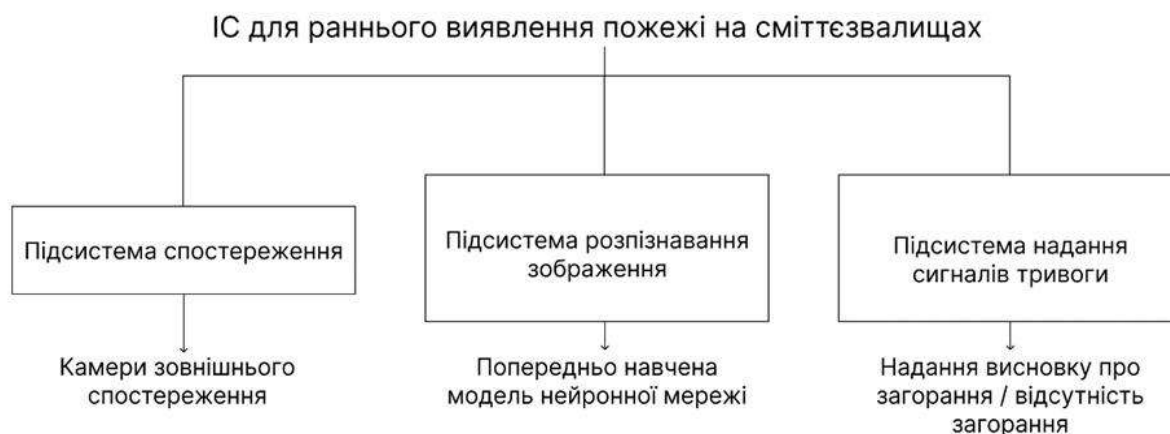 ІС для раннього виявлення пожежі на сміттєзвалищах
Підсистема спостереження
Підсистема розпізнавання
зображення
Підсистема надання
сигналів тривоги
Камери зовнішнього
спостереження
Попередньо навчена
модель нейронної мережі
Надання висновку про
загорання / відсутність
загорання